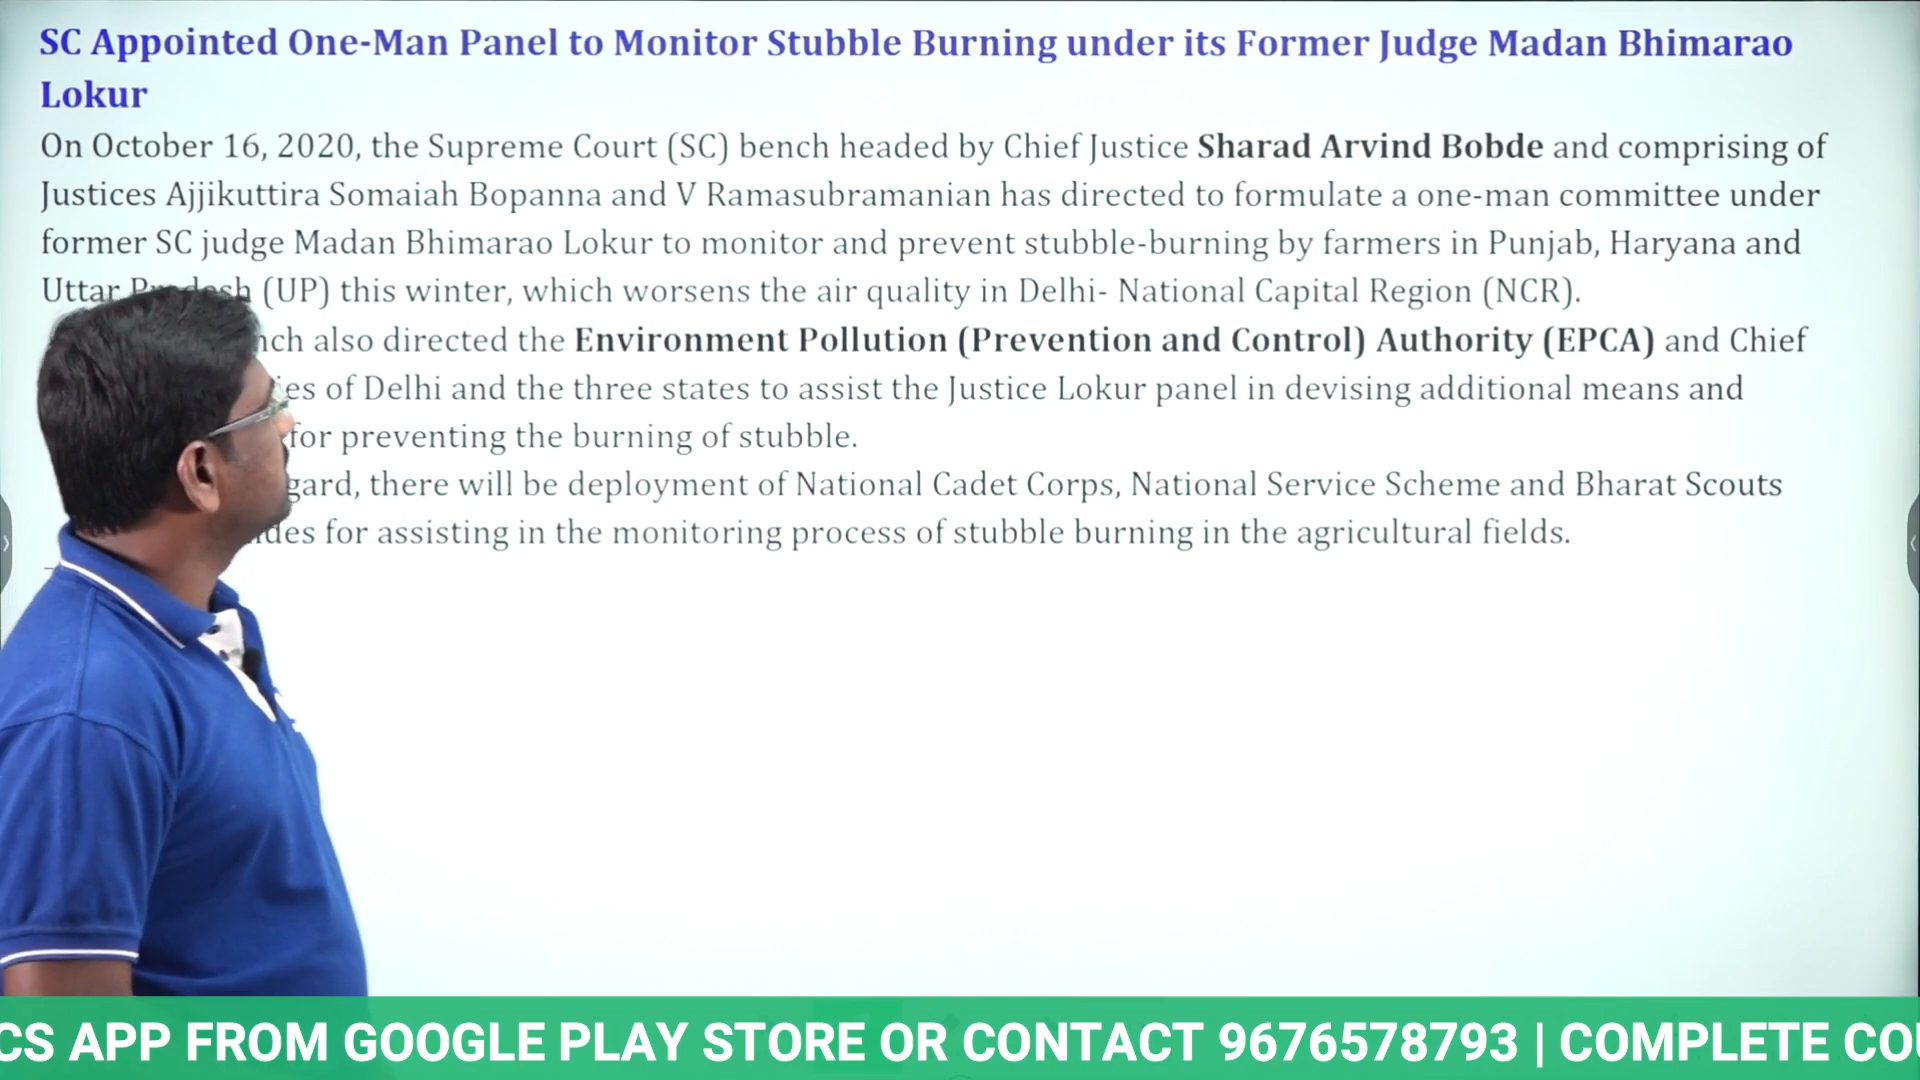 SC Appointed One-Man Panel to Monitor Stubble Burning under its Former Judge Madan Bhimarao
Lokur
On October 16, 2020, the Supreme Court (SC) bench headed by Chief Justice Sharad Arvind Bobde and comprising of
Justices Ajjikuttira Somaiah Bopanna and V Ramasubramanian has directed to formulate a one-man committee under
former SC judge Madan Bhimarao Lokur to monitor and prevent stubble-burning by farmers in Punjab, Haryana and
Uttar Pradesh (UP) this winter, which worsens the air quality in Delhi- National Capital Region (NCR).
also directed the Environment Pollution (Prevention and Control) Authority (EPCA) and Chief
of Delhi and the three states to assist the Justice Lokur panel in devising additional means and
for preventing the burning of stubble.
there will be deployment of National Cadet Corps, National Service Scheme and Bharat Scouts
for assisting in the monitoring process of stubble burning in the agricultural fields.
CS APP FROM GOOGLE PLAY STORE OR CONTACT 9676578793 | COMPLETE